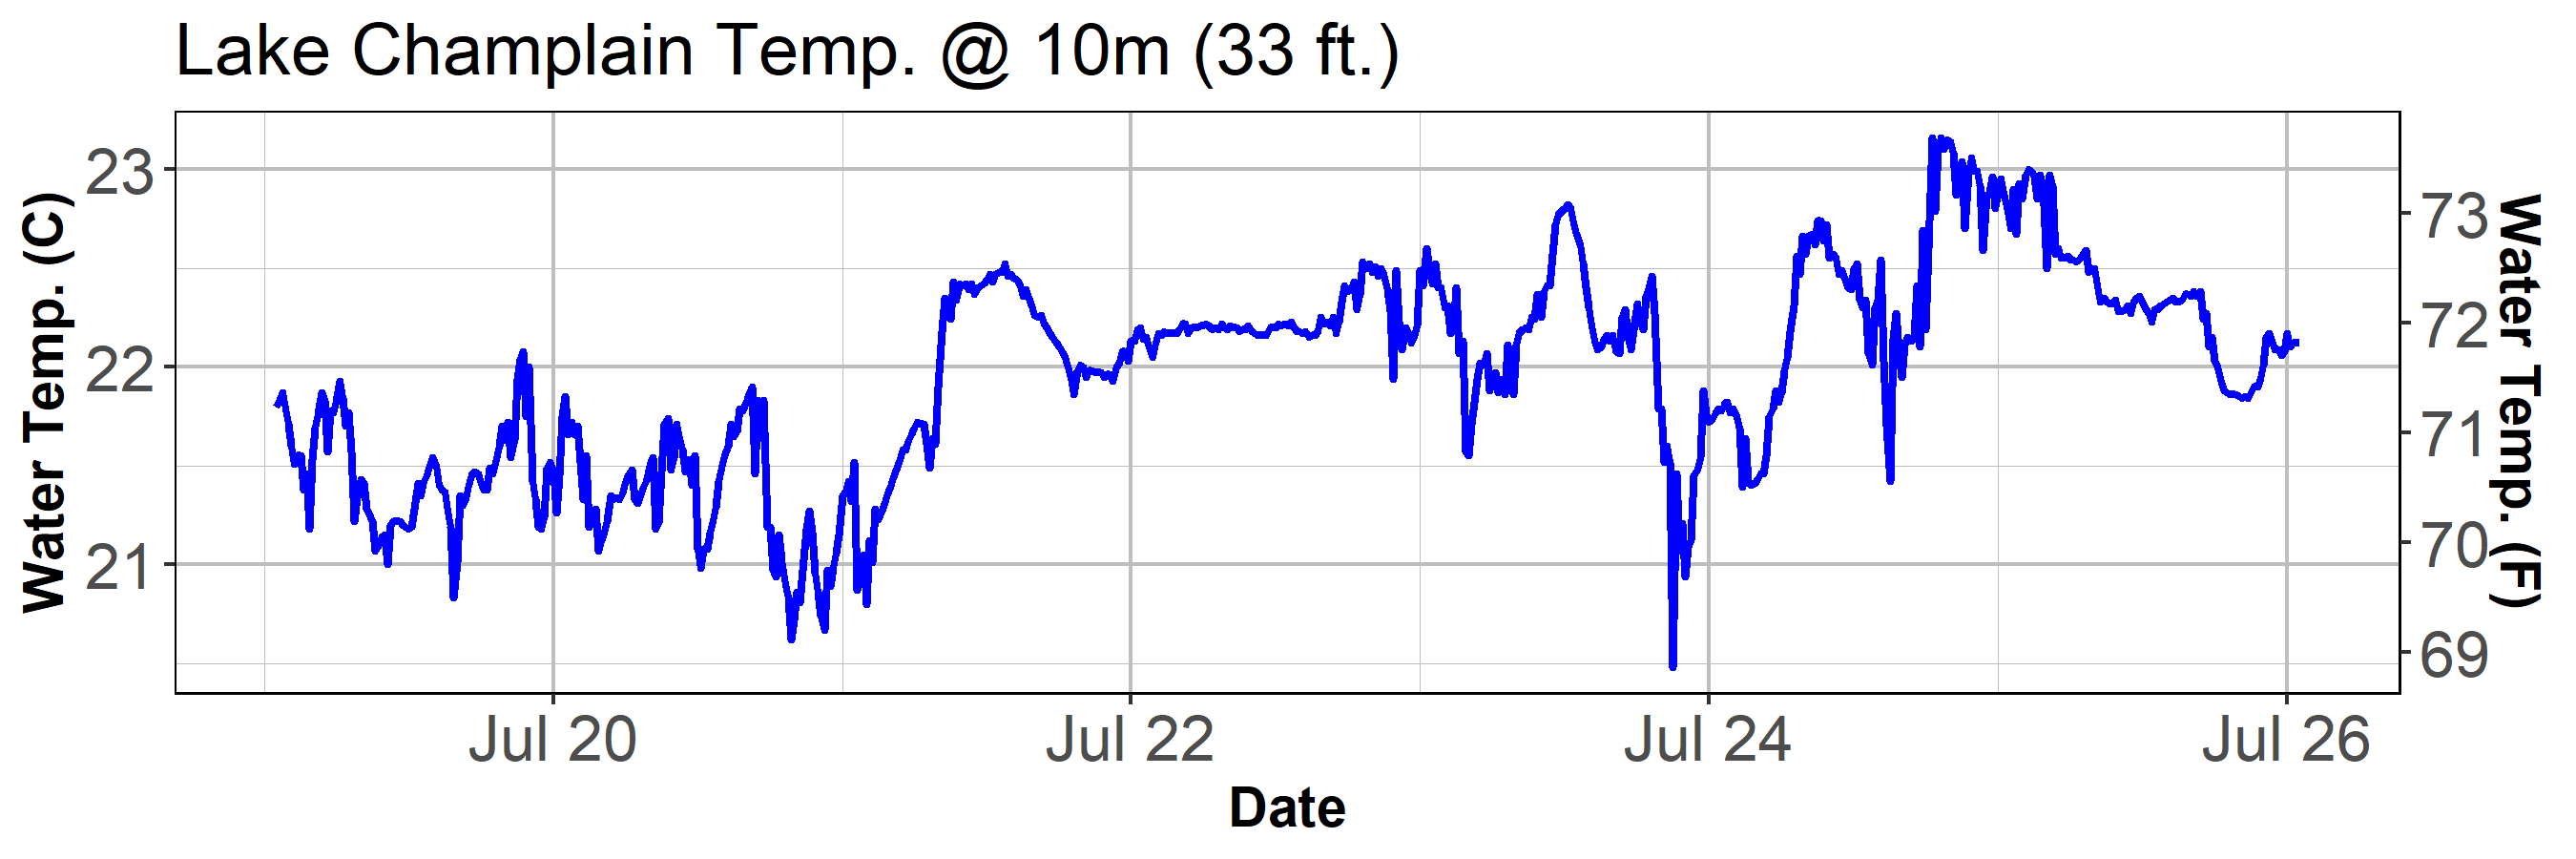 Lake Champlain Temp. @ 10m (33 ft.)
Water Temp. (C)
23
22
21
Water Temp. (F)
73
72
71
70
69
Jul 20 Jul 22 Jul 24 Jul 26
Date